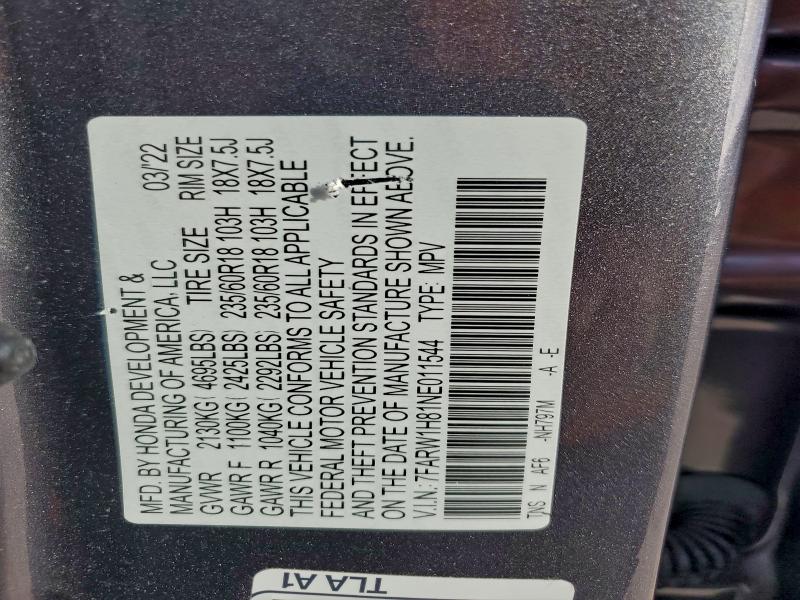 MFD. BY HONDA DEVELOPMENT &
MANUFACTURING OF AMERICA, LLC 03/'22
GVWR 2130KG( 4695LBS) TIRE SIZE RIM SIZE
GAWR F 1100KG( 2425LBS) 235/60R18 103H 18X7.5J
GAWR R 1040KG( 2292LBS) 235/60R18 103H 18X7.5J
THIS VEHICLE CONFORMS TO ALL APPLICABLE
FEDERAL MOTOR VEHICLE SAFETY
AND THEFT PREVENTION STANDARDS IN EFFECT
ON THE DATE OF MANUFACTURE SHOWN ABOVE.
V.I.N.: 7FARW1H81NE011544 TYPE: MPV
TNS N AF6 -NH797M -A -E
TLA A1